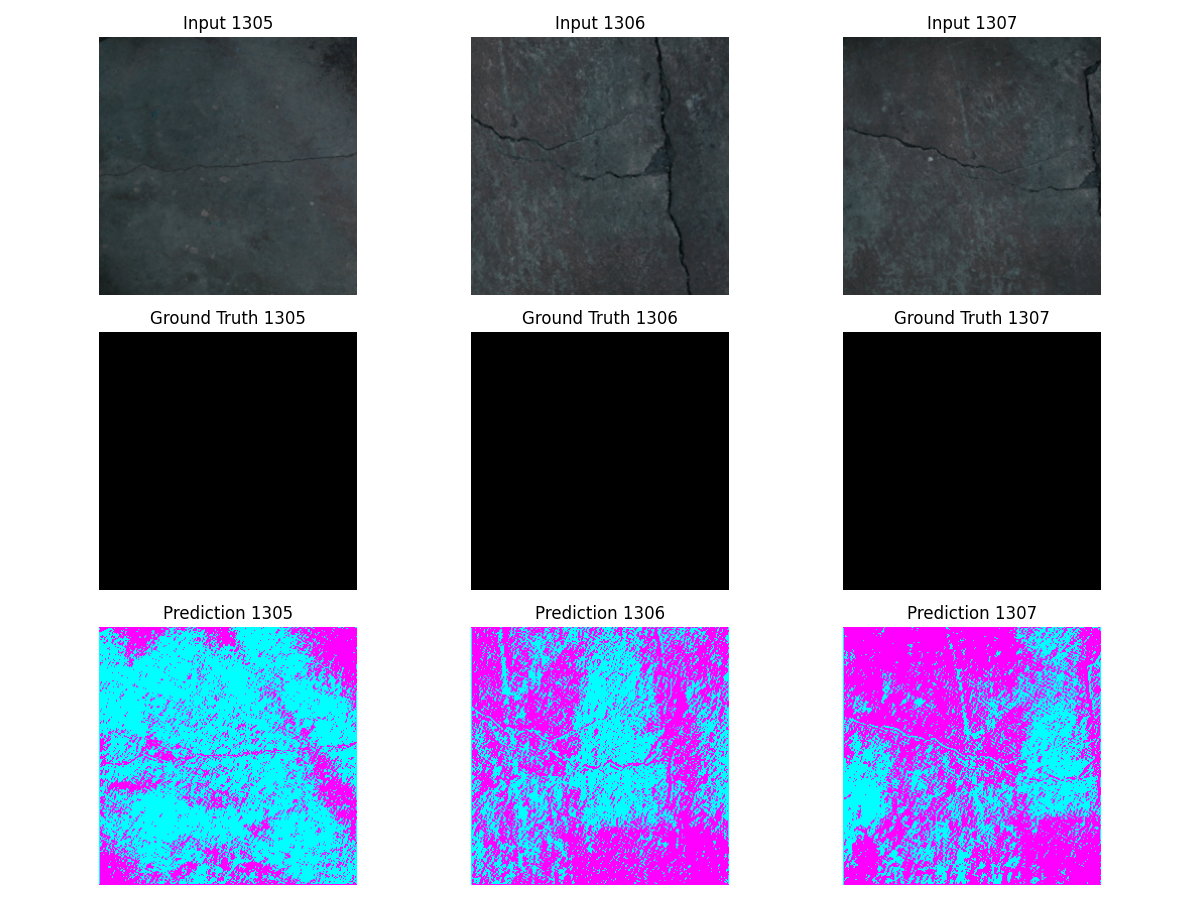 Input 1305
Input 1306
Input 1307
Ground Truth 1305
Ground Truth 1306
Ground Truth 1307
Prediction 1305
Prediction 1306
Prediction 1307